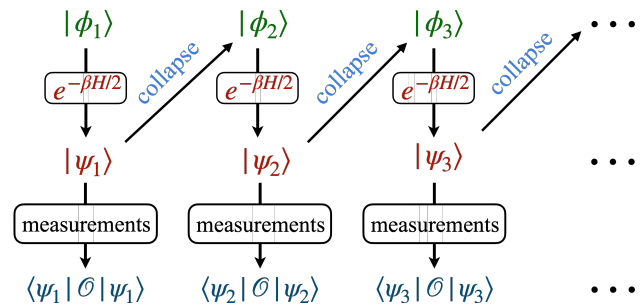 |ϕ₁⟩ |ϕ₂⟩ |ϕ₃⟩ • • •
collapse collapse collapse
e^{−βH/2} e^{−βH/2} e^{−βH/2}
|ψ₁⟩ |ψ₂⟩ |ψ₃⟩ • • •
measurements measurements measurements
⟨ψ₁|𝒪|ψ₁⟩ ⟨ψ₂|𝒪|ψ₂⟩ ⟨ψ₃|𝒪|ψ₃⟩ • • •